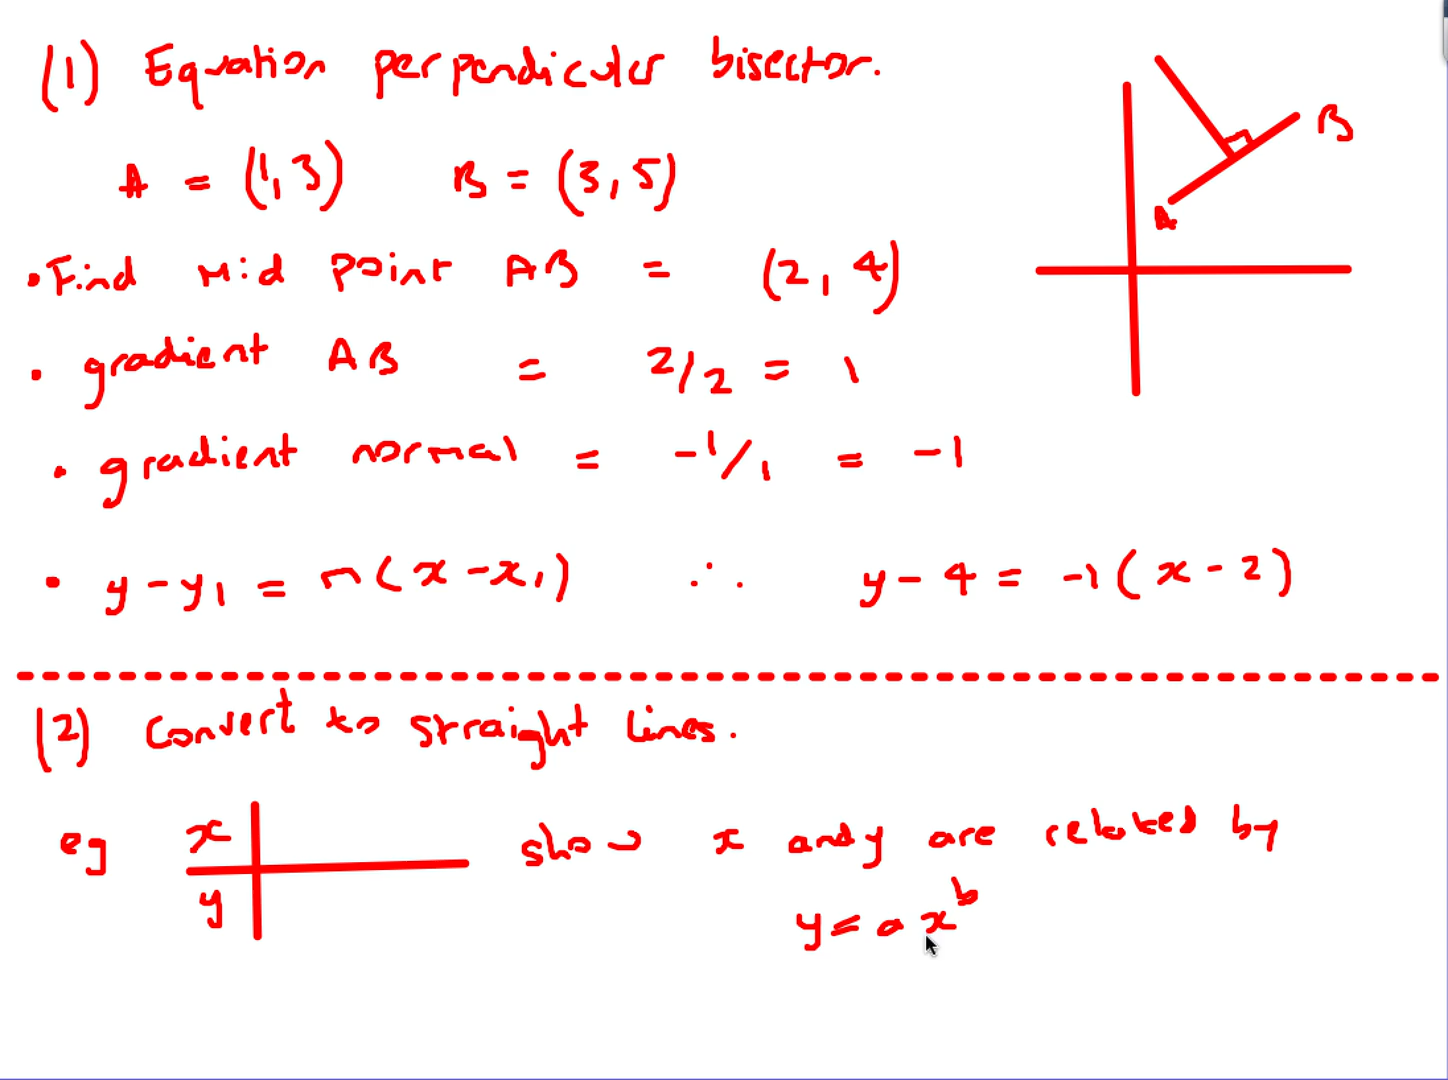 (1) Equation perpendicular bisector.
A = (1,3) B = (3,5)
• Find Mid point AB = (2,4)
• gradient AB = 2/2 = 1
• gradient normal = -1/1 = -1
• y-y₁ = m(x-x₁) ∴ y-4 = -1(x-2)
B
A
(2) Convert to straight lines.
eg x show x and y are related by
y y = axᵇ